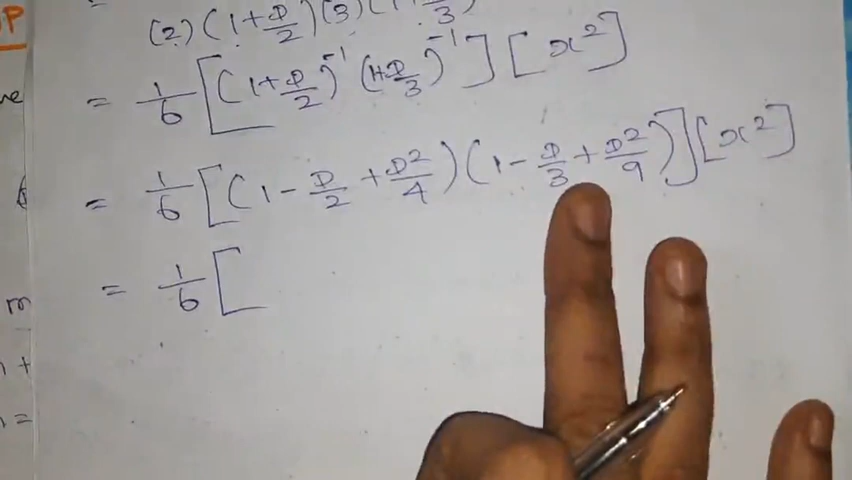 OP
(2)(1+D/2)(3)(1+D/3)
= 1/6 [(1+D/2)^-1 (1+D/3)^-1] [x^2]
= 1/6 [(1 - D/2 + D^2/4)(1 - D/3 + D^2/9)] [x^2]
= 1/6 [
m